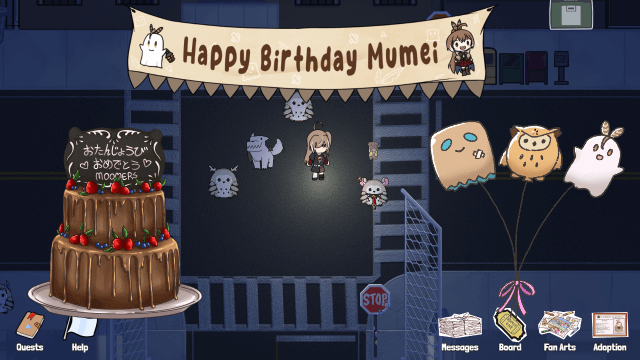 Happy Birthday Mumei
おたんじょうび
♡おめでとう♡
MOOMERS
STOP
Quests
Help
Messages
Board
Fan Arts
Adoption